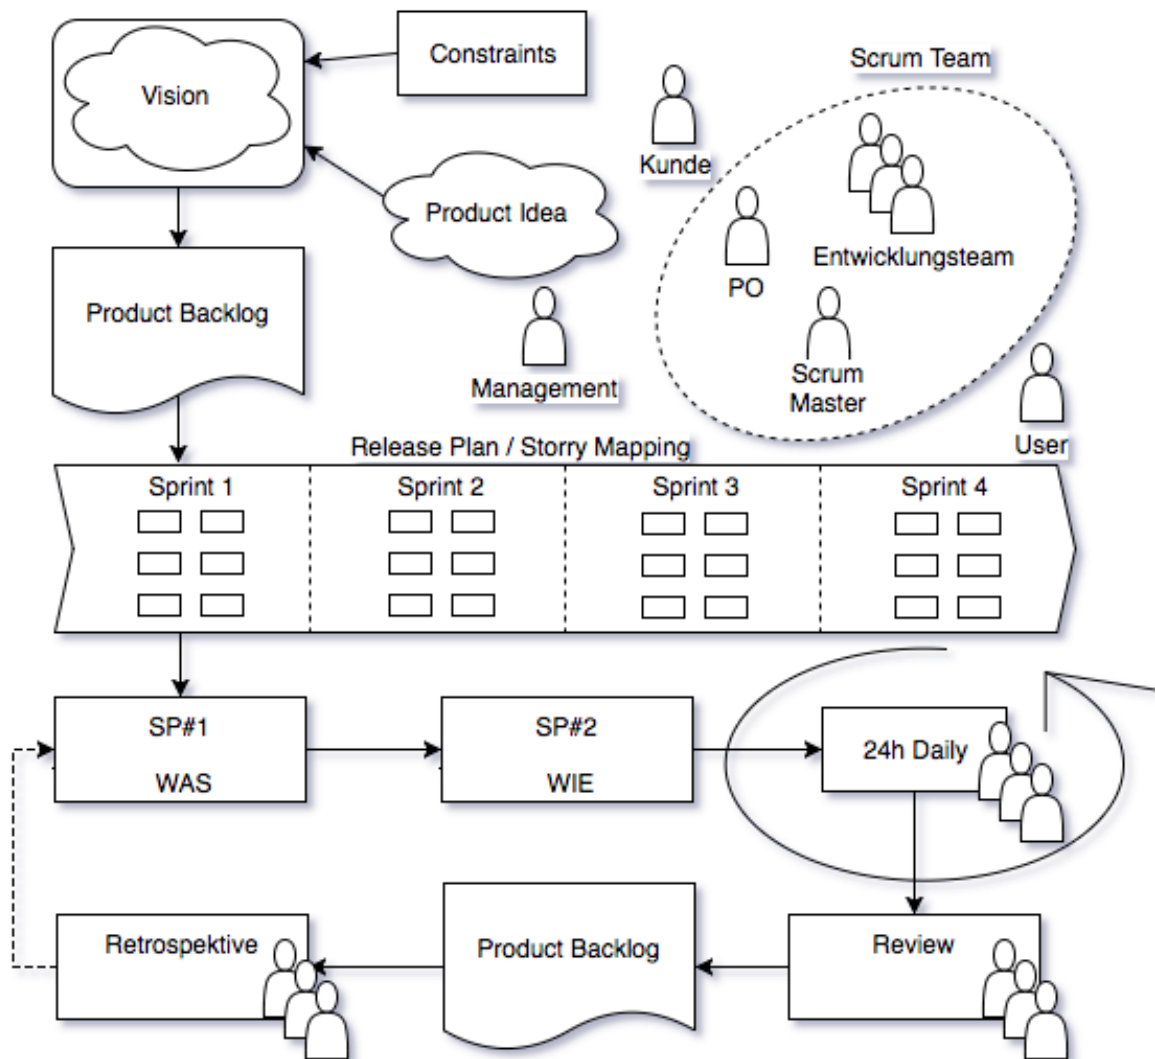 Constraints
Vision
Scrum Team
Kunde
Product Idea
Entwicklungsteam
PO
Product Backlog
Management
Scrum
Master
User
Release Plan / Storry Mapping
Sprint 1
Sprint 2
Sprint 3
Sprint 4
SP#1
WAS
SP#2
WIE
24h Daily
Retrospektive
Product Backlog
Review